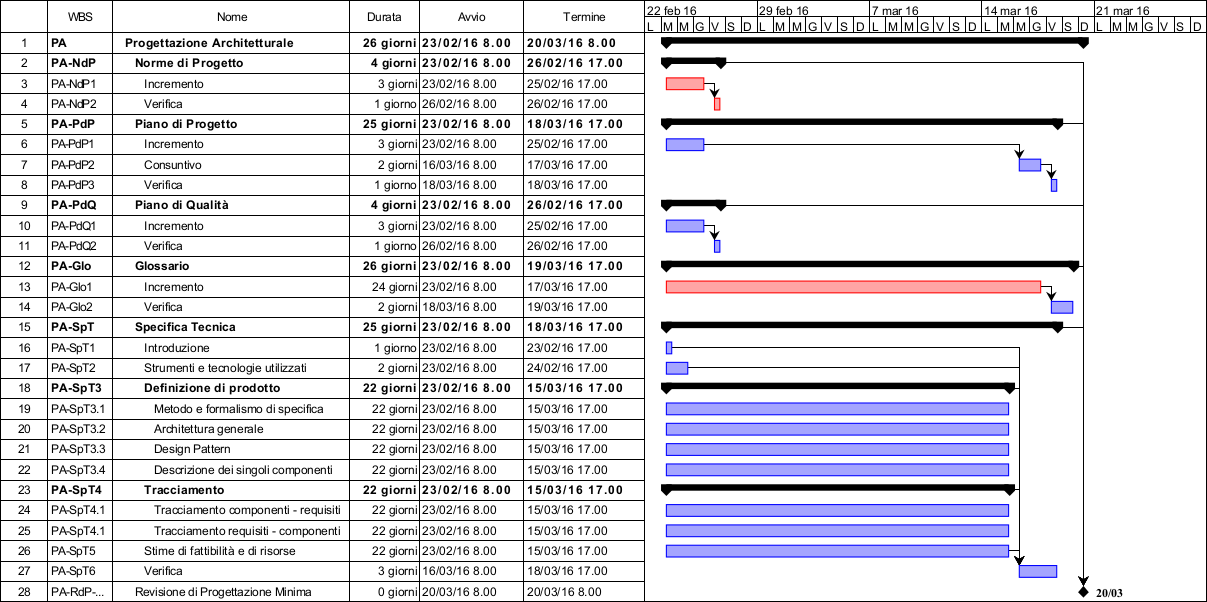 WBS Nome Durata Avvio Termine 22 feb 16 29 feb 16 7 mar 16 14 mar 16 21 mar 16
L M M G V S D L M M G V S D L M M G V S D L M M G V S D L M M G V S D
1 PA Progettazione Architetturale 26 giorni 23/02/16 8.00 20/03/16 8.00
2 PA-NdP Norme di Progetto 4 giorni 23/02/16 8.00 26/02/16 17.00
3 PA-NdP1 Incremento 3 giorni 23/02/16 8.00 25/02/16 17.00
4 PA-NdP2 Verifica 1 giorno 26/02/16 8.00 26/02/16 17.00
5 PA-PdP Piano di Progetto 25 giorni 23/02/16 8.00 18/03/16 17.00
6 PA-PdP1 Incremento 3 giorni 23/02/16 8.00 25/02/16 17.00
7 PA-PdP2 Consuntivo 2 giorni 16/03/16 8.00 17/03/16 17.00
8 PA-PdP3 Verifica 1 giorno 18/03/16 8.00 18/03/16 17.00
9 PA-PdQ Piano di Qualità 4 giorni 23/02/16 8.00 26/02/16 17.00
10 PA-PdQ1 Incremento 3 giorni 23/02/16 8.00 25/02/16 17.00
11 PA-PdQ2 Verifica 1 giorno 26/02/16 8.00 26/02/16 17.00
12 PA-Glo Glossario 26 giorni 23/02/16 8.00 19/03/16 17.00
13 PA-Glo1 Incremento 24 giorni 23/02/16 8.00 17/03/16 17.00
14 PA-Glo2 Verifica 2 giorni 18/03/16 8.00 19/03/16 17.00
15 PA-SpT Specifica Tecnica 25 giorni 23/02/16 8.00 18/03/16 17.00
16 PA-SpT1 Introduzione 1 giorno 23/02/16 8.00 23/02/16 17.00
17 PA-SpT2 Strumenti e tecnologie utilizzati 2 giorni 23/02/16 8.00 24/02/16 17.00
18 PA-SpT3 Definizione di prodotto 22 giorni 23/02/16 8.00 15/03/16 17.00
19 PA-SpT3.1 Metodo e formalismo di specifica 22 giorni 23/02/16 8.00 15/03/16 17.00
20 PA-SpT3.2 Architettura generale 22 giorni 23/02/16 8.00 15/03/16 17.00
21 PA-SpT3.3 Design Pattern 22 giorni 23/02/16 8.00 15/03/16 17.00
22 PA-SpT3.4 Descrizione dei singoli componenti 22 giorni 23/02/16 8.00 15/03/16 17.00
23 PA-SpT4 Tracciamento 22 giorni 23/02/16 8.00 15/03/16 17.00
24 PA-SpT4.1 Tracciamento componenti - requisiti 22 giorni 23/02/16 8.00 15/03/16 17.00
25 PA-SpT4.1 Tracciamento requisiti - componenti 22 giorni 23/02/16 8.00 15/03/16 17.00
26 PA-SpT5 Stime di fattibilità e di risorse 22 giorni 23/02/16 8.00 15/03/16 17.00
27 PA-SpT6 Verifica 3 giorni 16/03/16 8.00 18/03/16 17.00
28 PA-RdP-... Revisione di Progettazione Minima 0 giorni 20/03/16 8.00 20/03/16 8.00 20/03